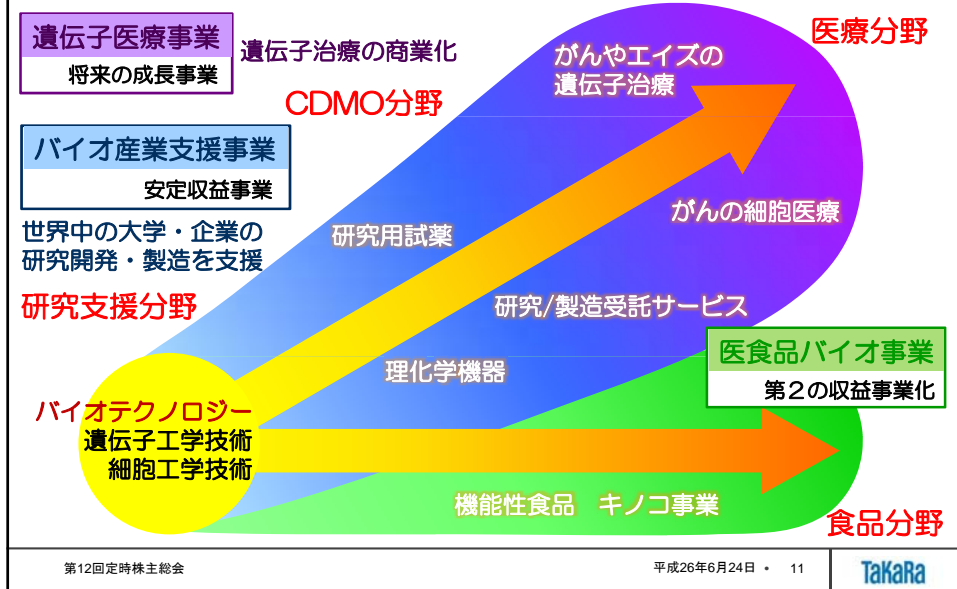 遺伝子医療事業
将来の成長事業
遺伝子治療の商業化
CDMO分野
バイオ産業支援事業
安定収益事業
世界中の大学・企業の
研究開発・製造を支援
研究支援分野
医療分野
がんやエイズの
遺伝子治療
がんの細胞医療
研究用試薬
研究/製造受託サービス
理化学機器
医食品バイオ事業
第２の収益事業化
バイオテクノロジー
遺伝子工学技術
細胞工学技術
機能性食品　キノコ事業
食品分野
第12回定時株主総会
平成26年6月24日 • 11
TaKaRa